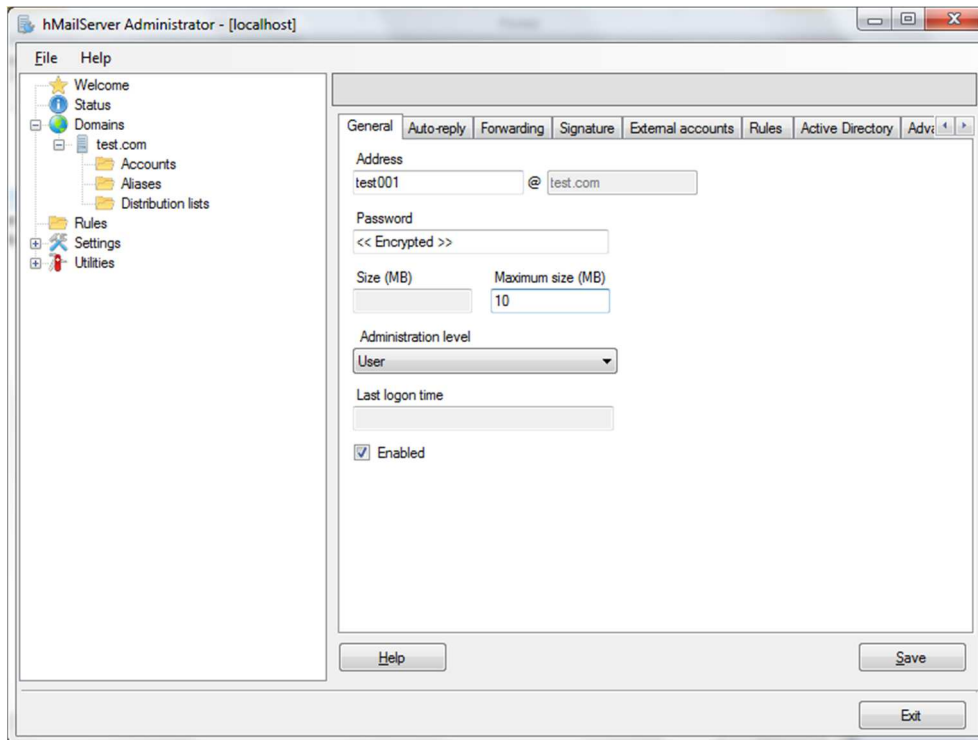 hMailServer Administrator - [localhost]
File Help
Welcome
Status
Domains
test.com
Accounts
Aliases
Distribution lists
Rules
Settings
Utilities
General Auto-reply Forwarding Signature External accounts Rules Active Directory Adva
Address
test001 @ test.com
Password
<< Encrypted >>
Size (MB) Maximum size (MB)
10
Administration level
User
Last logon time
Enabled
Help Save
Exit